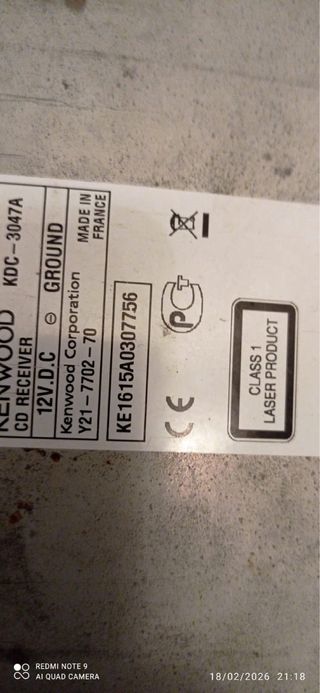 KENWOOD KDC-3047A
CD RECEIVER
12V.D.C ⊖ GROUND
Kenwood Corporation
Y21-7702-70 MADE IN
FRANCE
KE1615A0307756
CE
PCT
CLASS 1
LASER PRODUCT
REDMI NOTE 9
AI QUAD CAMERA
18/02/2026 21:18